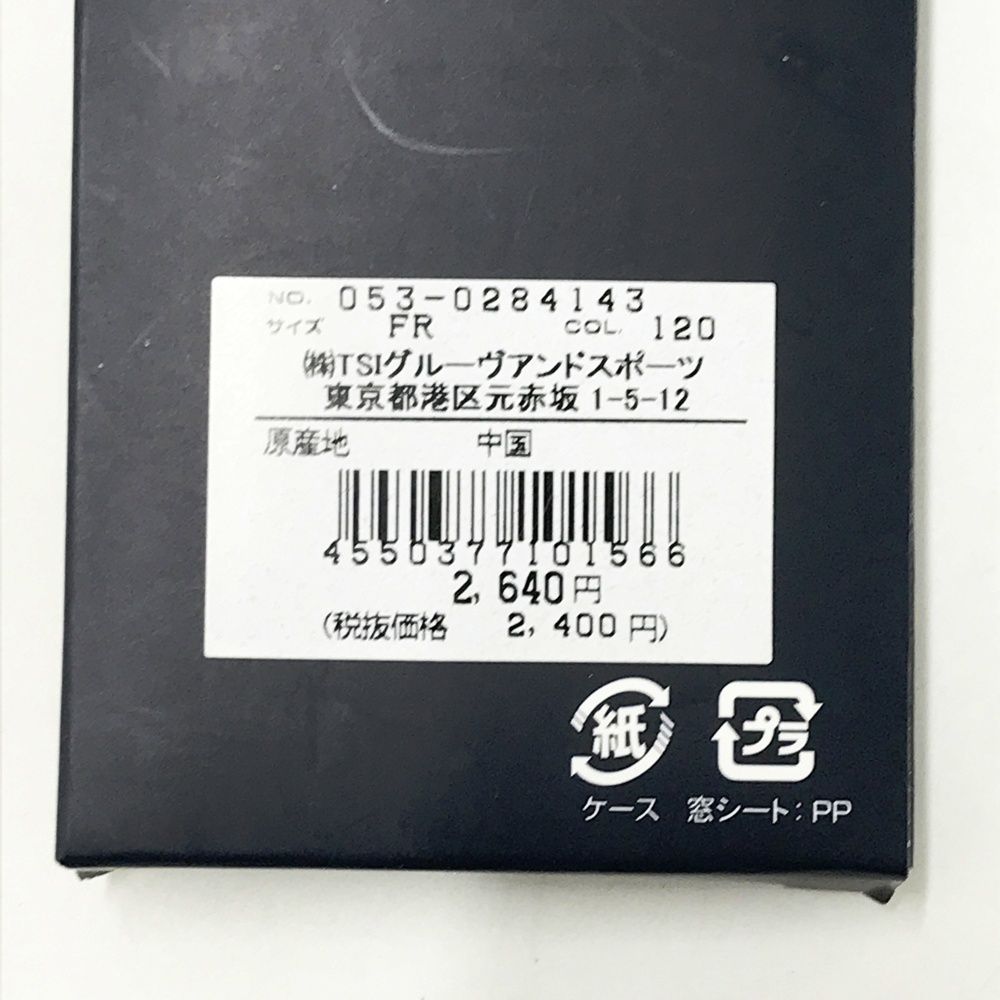 NO. 053-0284143
サイズ FR COL. 120
㈱TSIグルーヴアンドスポーツ
東京都港区元赤坂1-5-12
原産地 中国
4550377101566
2,640円
(税抜価格 2,400円)
紙 プラ
ケース 窓シート:PP